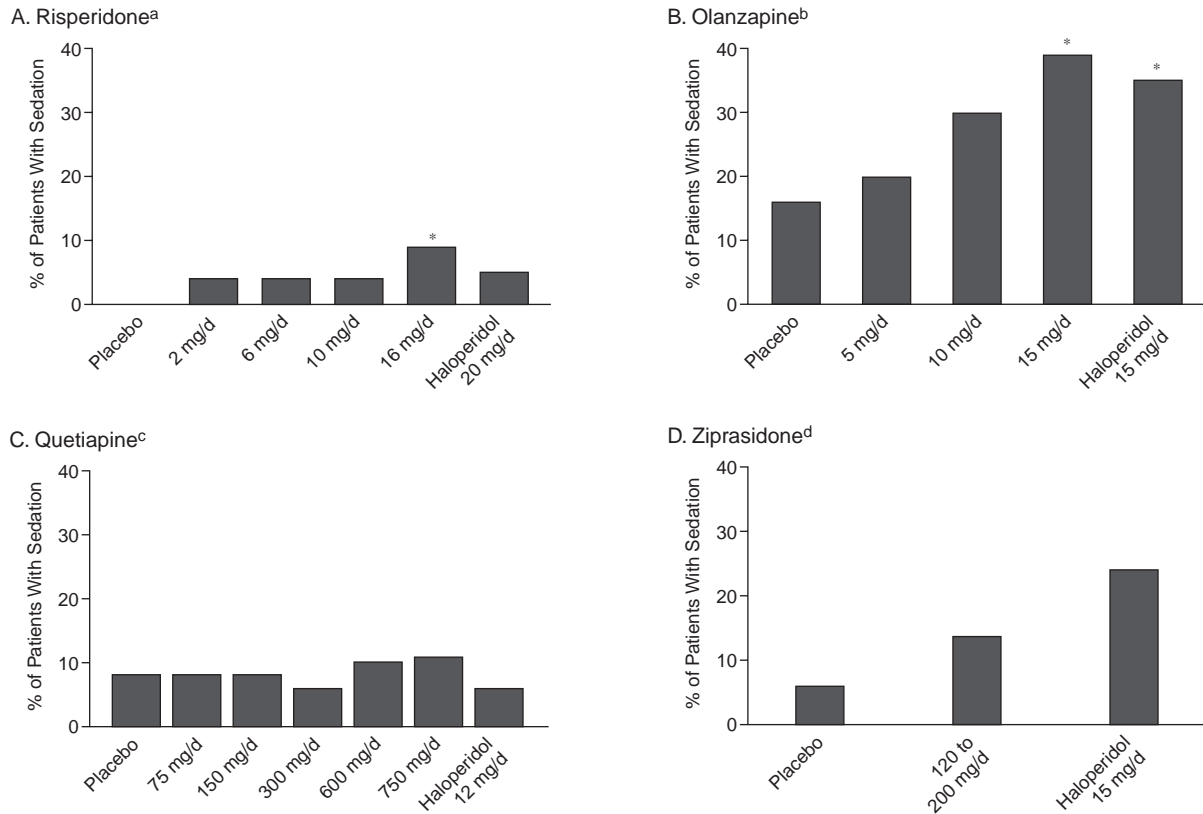 A. Risperidoneᵃ
% of Patients With Sedation
40
30
20
10
0
*
Placebo
2 mg/d
6 mg/d
10 mg/d
16 mg/d
Haloperidol
20 mg/d
B. Olanzapineᵇ
% of Patients With Sedation
40
30
20
10
0
*
*
Placebo
5 mg/d
10 mg/d
15 mg/d
Haloperidol
15 mg/d
C. Quetiapineᶜ
% of Patients With Sedation
40
30
20
10
0
Placebo
75 mg/d
150 mg/d
300 mg/d
600 mg/d
750 mg/d
Haloperidol
12 mg/d
D. Ziprasidoneᵈ
% of Patients With Sedation
40
30
20
10
0
Placebo
120 to
200 mg/d
Haloperidol
15 mg/d